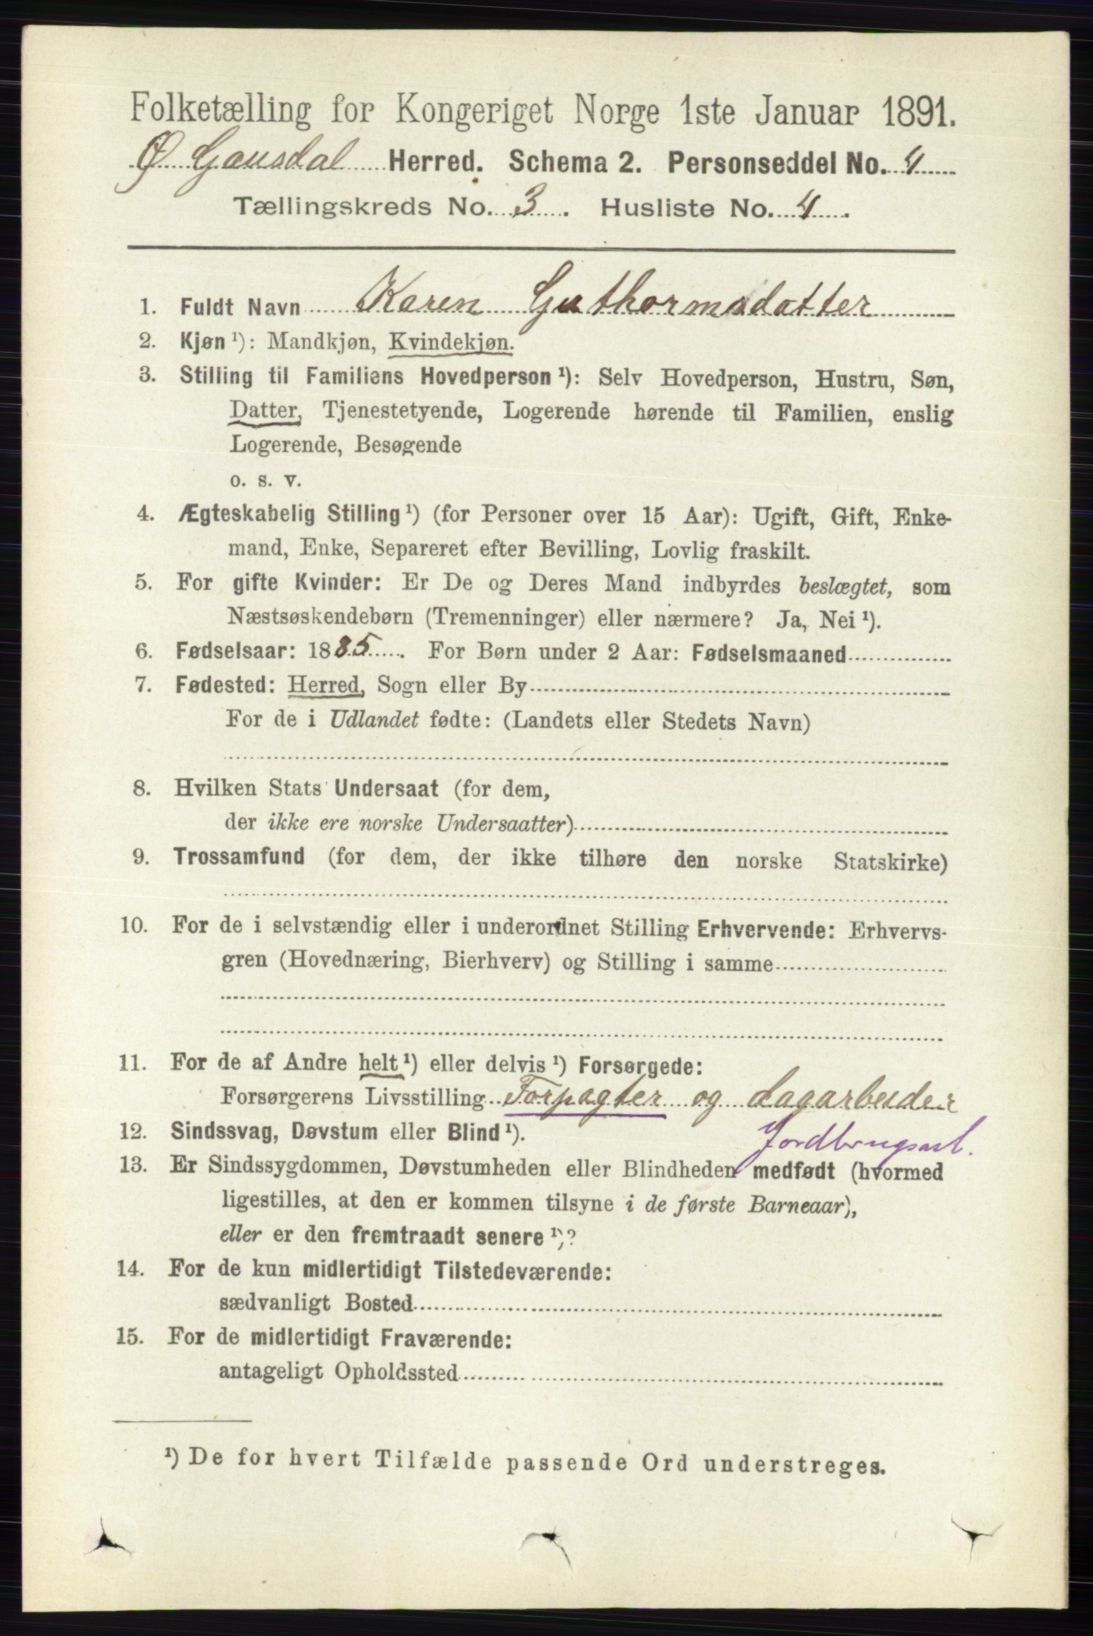 Folketælling for Kongeriget Norge 1ste Januar 1891.
Ø Gausdal Herred. Schema 2. Personseddel No. 4
Tællingskreds No. 3. Husliste No. 4.
1. Fuldt Navn Karen Guthormsdatter
2. Kjøn ¹): Mandkjøn, Kvindekjøn.
3. Stilling til Familiens Hovedperson ¹): Selv Hovedperson, Hustru, Søn,
Datter, Tjenestetyende, Logerende hørende til Familien, enslig
Logerende, Besøgende
o. s. v.
4. Ægteskabelig Stilling ¹) (for Personer over 15 Aar): Ugift, Gift, Enke-
mand, Enke, Separeret efter Bevilling, Lovlig fraskilt.
5. For gifte Kvinder: Er De og Deres Mand indbyrdes beslægtet, som
Næstsøskendebørn (Tremenninger) eller nærmere? Ja, Nei ¹).
6. Fødselsaar: 1885. For Børn under 2 Aar: Fødselsmaaned
7. Fødested: Herred, Sogn eller By
For de i Udlandet fødte: (Landets eller Stedets Navn)
8. Hvilken Stats Undersaat (for dem,
der ikke ere norske Undersaatter)
9. Trossamfund (for dem, der ikke tilhøre den norske Statskirke)
10. For de i selvstændig eller i underordnet Stilling Erhvervende: Erhvervs-
gren (Hovednæring, Bierhverv) og Stilling i samme
11. For de af Andre helt ¹) eller delvis ¹) Forsørgede:
Forsørgerens Livsstilling Forpagter og dagarbeider
Jordbrugsarb.
12. Sindssvag, Døvstum eller Blind ¹).
13. Er Sindssygdommen, Døvstumheden eller Blindheden medfødt (hvormed
ligestilles, at den er kommen tilsyne i de første Barneaar),
eller er den fremtraadt senere ¹)?
14. For de kun midlertidigt Tilstedeværende:
sædvanligt Bosted
15. For de midlertidigt Fraværende:
antageligt Opholdssted
¹) De for hvert Tilfælde passende Ord understreges.